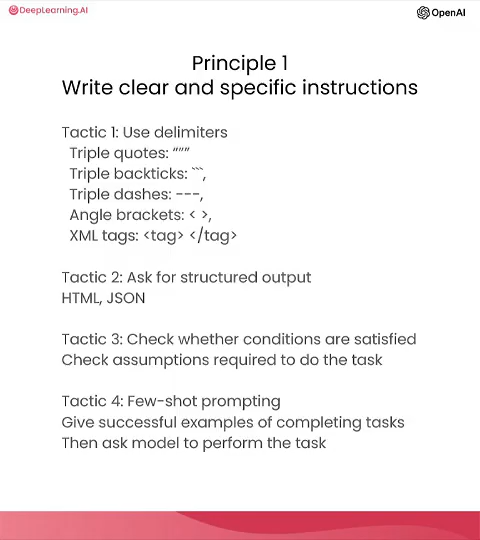 DeepLearning.AI
OpenAI
Principle 1
Write clear and specific instructions
Tactic 1: Use delimiters
Triple quotes: """
Triple backticks: ```,
Triple dashes: ---,
Angle brackets: < >,
XML tags: <tag> </tag>
Tactic 2: Ask for structured output
HTML, JSON
Tactic 3: Check whether conditions are satisfied
Check assumptions required to do the task
Tactic 4: Few-shot prompting
Give successful examples of completing tasks
Then ask model to perform the task